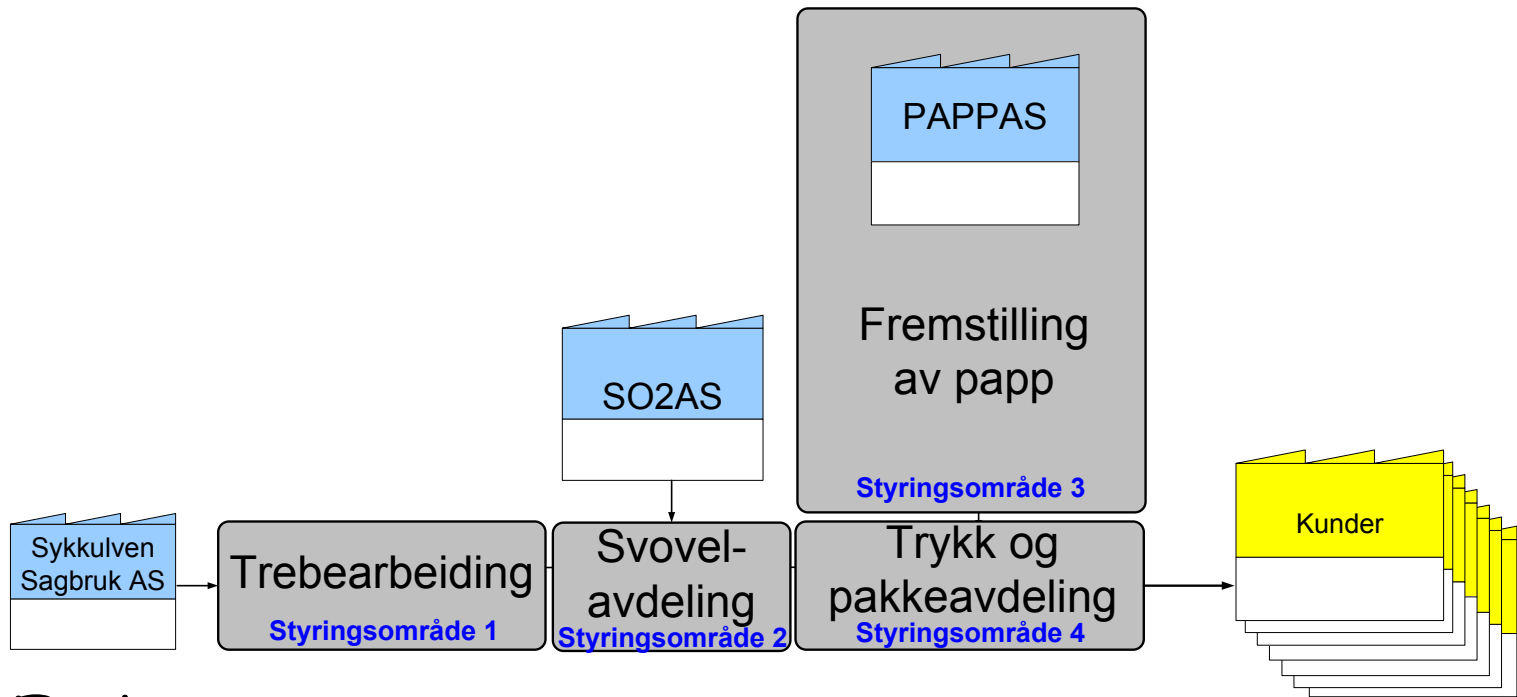 PAPPAS
Fremstilling
av papp
Styringsområde 3
SO2AS
Sykkulven
Sagbruk AS
Trebearbeiding
Styringsområde 1
Svovel-
avdeling
Styringsområde 2
Trykk og
pakkeavdeling
Styringsområde 4
Kunder